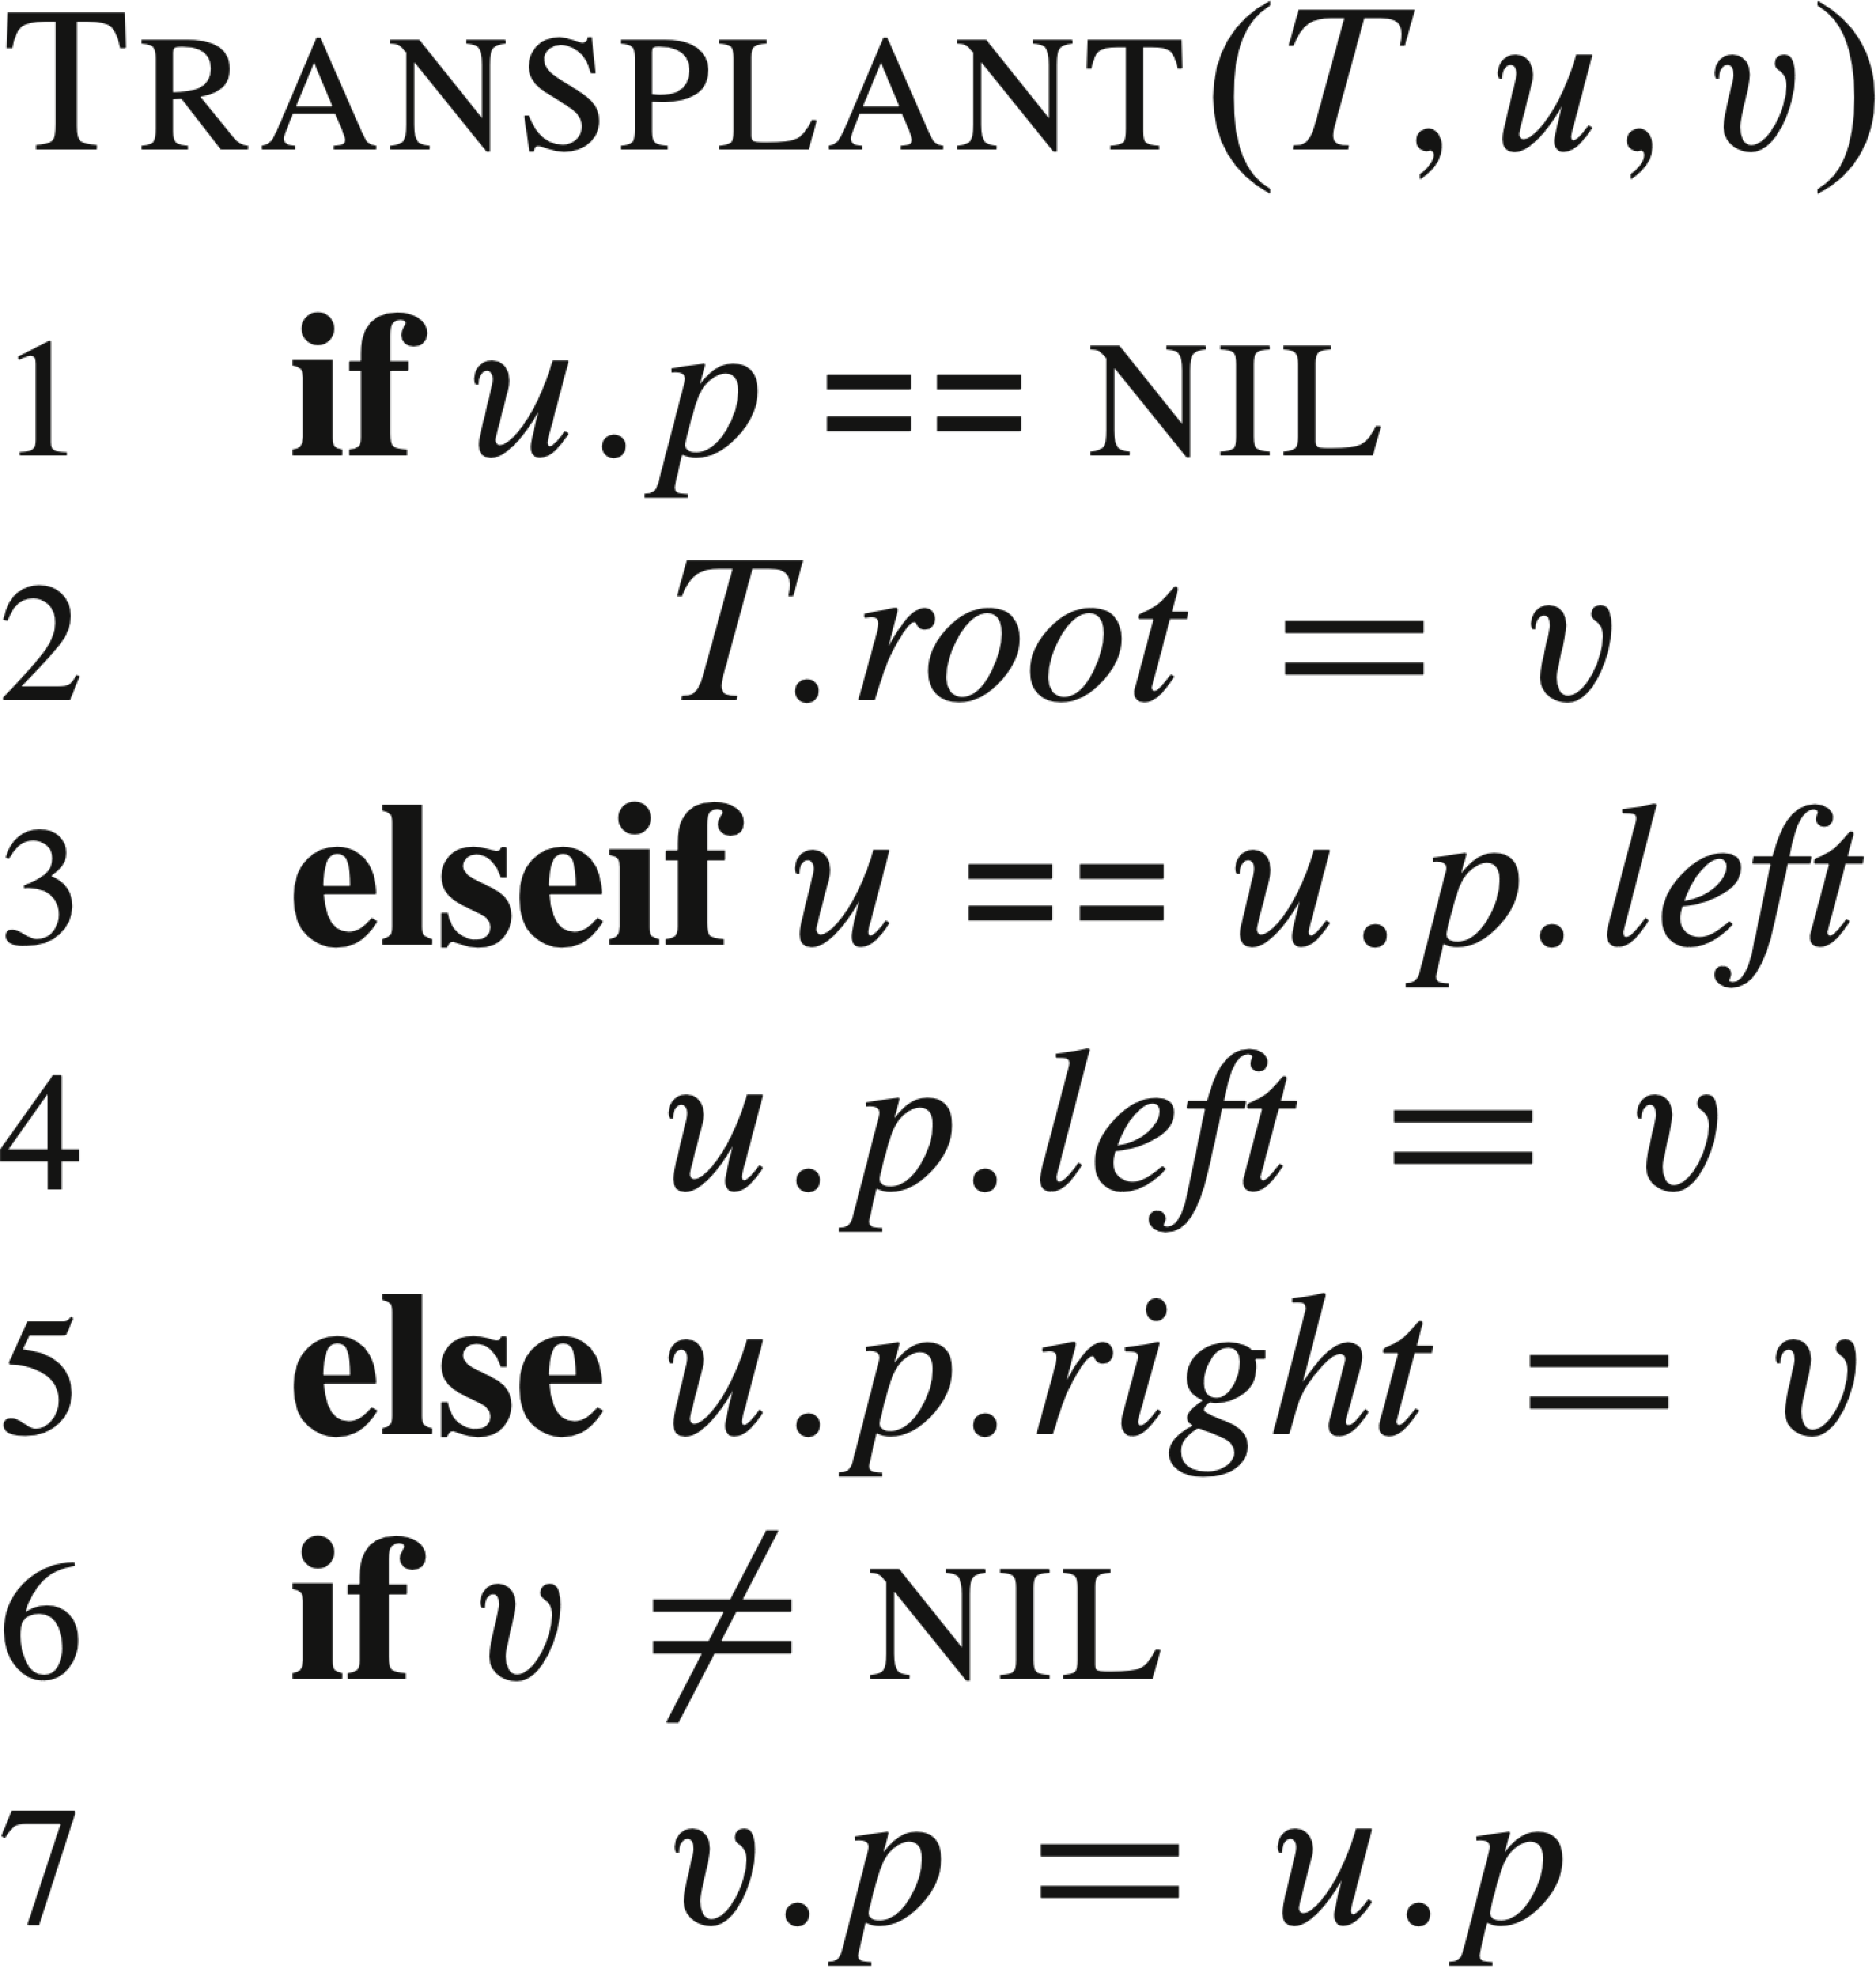 TRANSPLANT(T, u, v)
1 if u.p == NIL
2 T.root = v
3 elseif u == u.p.left
4 u.p.left = v
5 else u.p.right = v
6 if v ≠ NIL
7 v.p = u.p